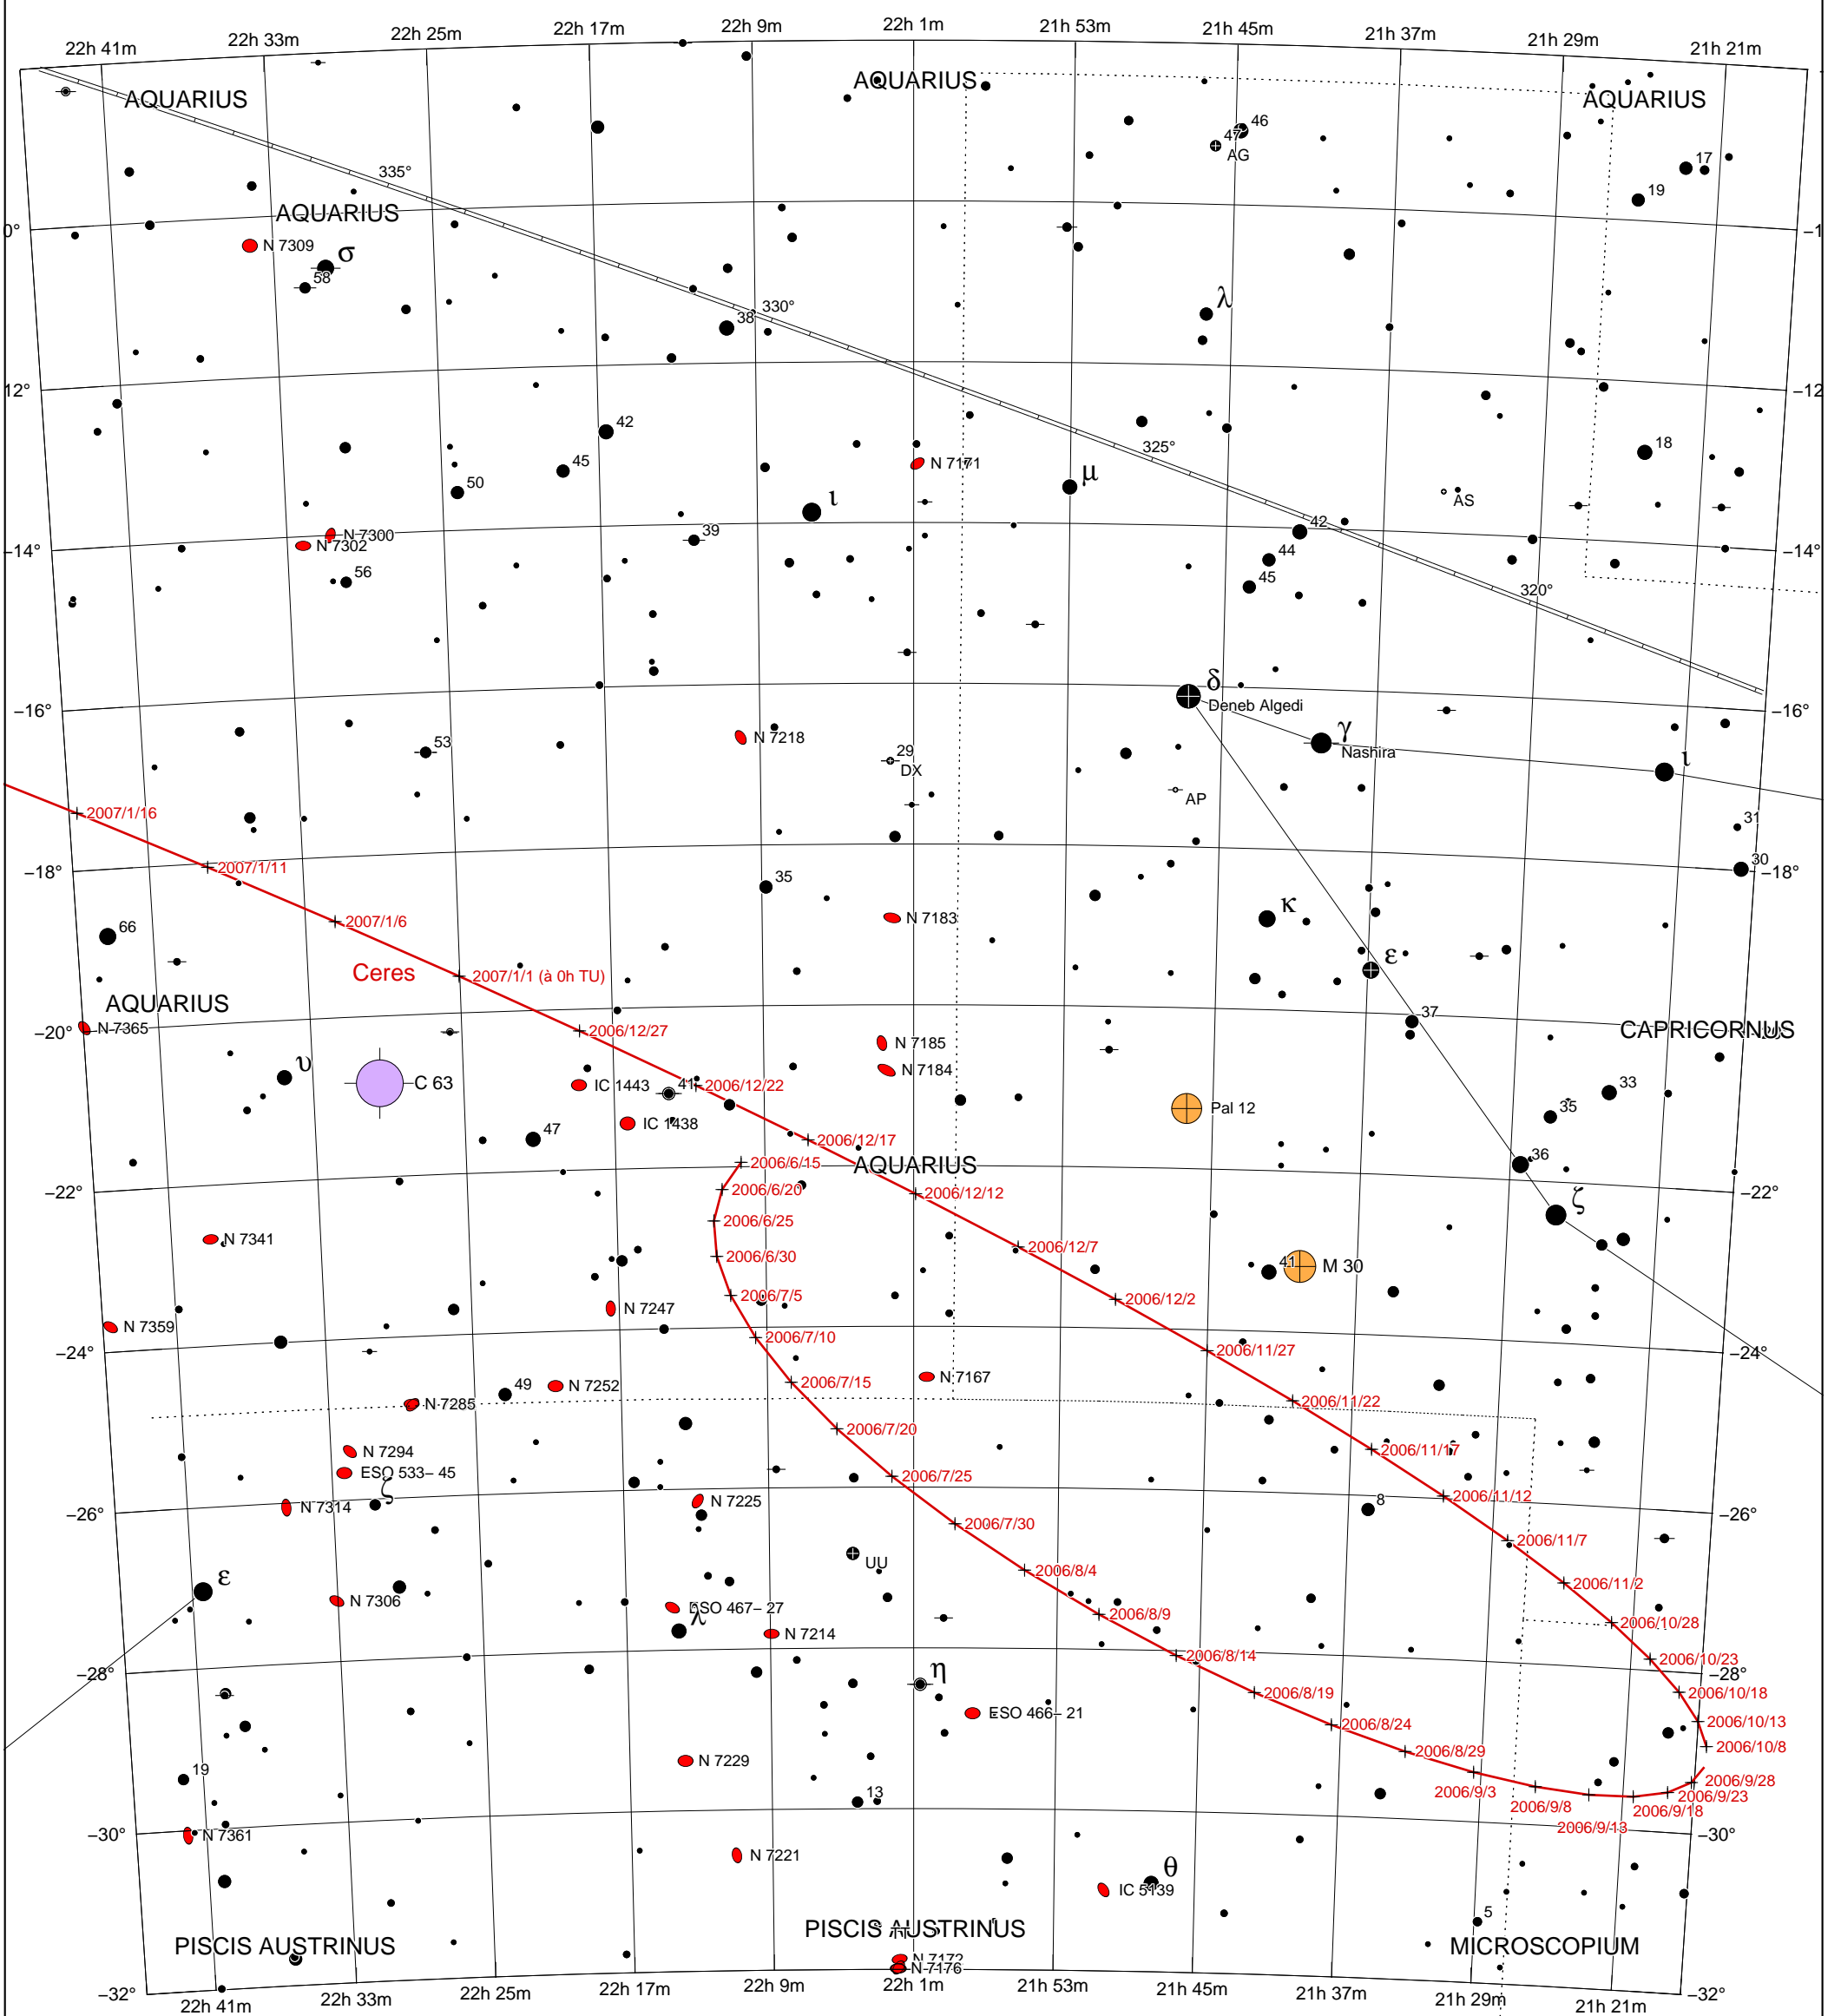 22h 41m 22h 33m 22h 25m 22h 17m 22h 9m 22h 1m 21h 53m 21h 45m 21h 37m 21h 29m 21h 21m
AQUARIUS AQUARIUS AQUARIUS
46
47
AG
17
335°
19
AQUARIUS
0° −1
N 7309 σ
58
λ
330°
38
12° −12
42
18
325°
45 N 7171
μ
50
ι AS
42
39
N 7300
−14° N 7302 −14°
44
56 45
320°
δ
Deneb Algedi
−16° −16°
γ
Nashira
53 N 7218
29
DX
ι
AP
2007/1/16
31
2007/1/11
−18° 30 −18°
35
κ
2007/1/6 N 7183
66
ε
Ceres 2007/1/1 (à 0h TU)
AQUARIUS
37
−20° N 7365 2006/12/27 CAPRICORNUS
N 7185
υ N 7184
C 63 IC 1443 41 2006/12/22
33
Pal 12 35
IC 1438
47 2006/12/17
36
2006/6/15 AQUARIUS
−22° 2006/6/20 2006/12/12 −22°
ζ
2006/6/25
N 7341 2006/12/7
2006/6/30 41 M 30
2006/7/5 2006/12/2
N 7247
N 7359 2006/7/10
−24° 2006/11/27 −24°
N 7167
2006/7/15
49 N 7252
N 7285 2006/11/22
2006/7/20
N 7294 2006/11/17
ESO 533−45 2006/7/25
ζ
2006/11/12
N 7225 8
−26° N 7314 −26°
2006/7/30
2006/11/7
UU
2006/8/4
ε 2006/11/2
N 7306 ESO 467−27
λ 2006/8/9
2006/10/28
N 7214
2006/8/14 2006/10/23
−28° −28°
η
2006/8/19 2006/10/18
ESO 466−21
2006/8/24 2006/10/13
2006/10/8
N 7229 2006/8/29
19 2006/9/28
13 2006/9/3 2006/9/23
2006/9/8 2006/9/18
2006/9/13
−30° N 7361 −30°
N 7221
θ
IC 5139
5
PISCIS AUSTRINUS
PISCIS AUSTRINUS MICROSCOPIUM
N 7172
N 7176
−32° −32°
22h 41m 22h 33m 22h 25m 22h 17m 22h 9m 22h 1m 21h 53m 21h 45m 21h 37m 21h 29m 21h 21m